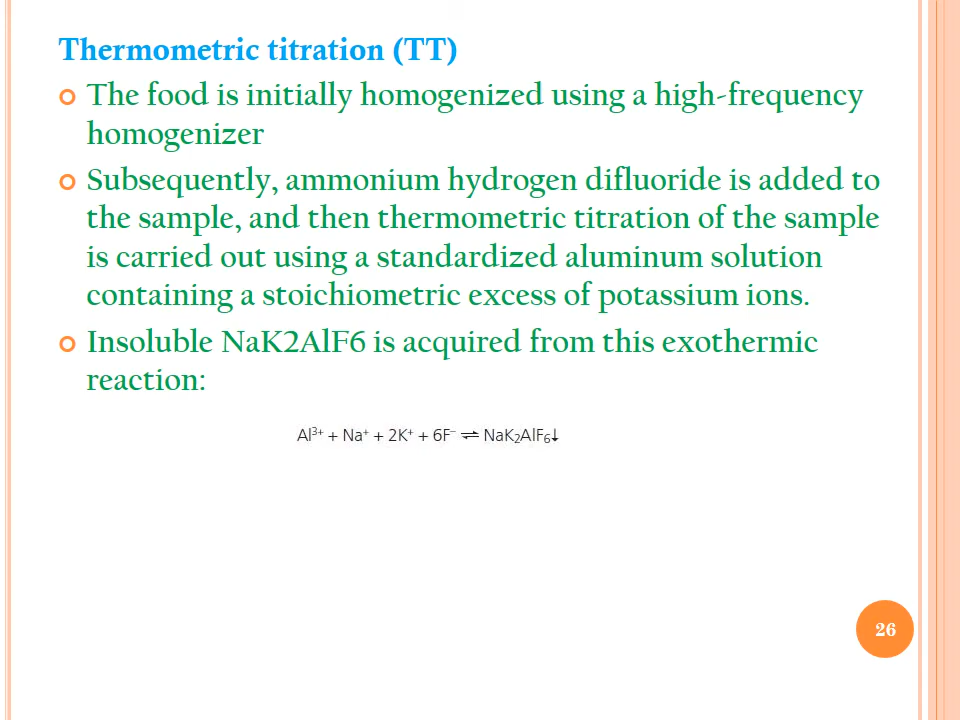 Thermometric titration (TT)
The food is initially homogenized using a high-frequency
homogenizer
Subsequently, ammonium hydrogen difluoride is added to
the sample, and then thermometric titration of the sample
is carried out using a standardized aluminum solution
containing a stoichiometric excess of potassium ions.
Insoluble NaK2AlF6 is acquired from this exothermic
reaction:
Al³⁺ + Na⁺ + 2K⁺ + 6F⁻ ⇌ NaK₂AlF₆↓
26